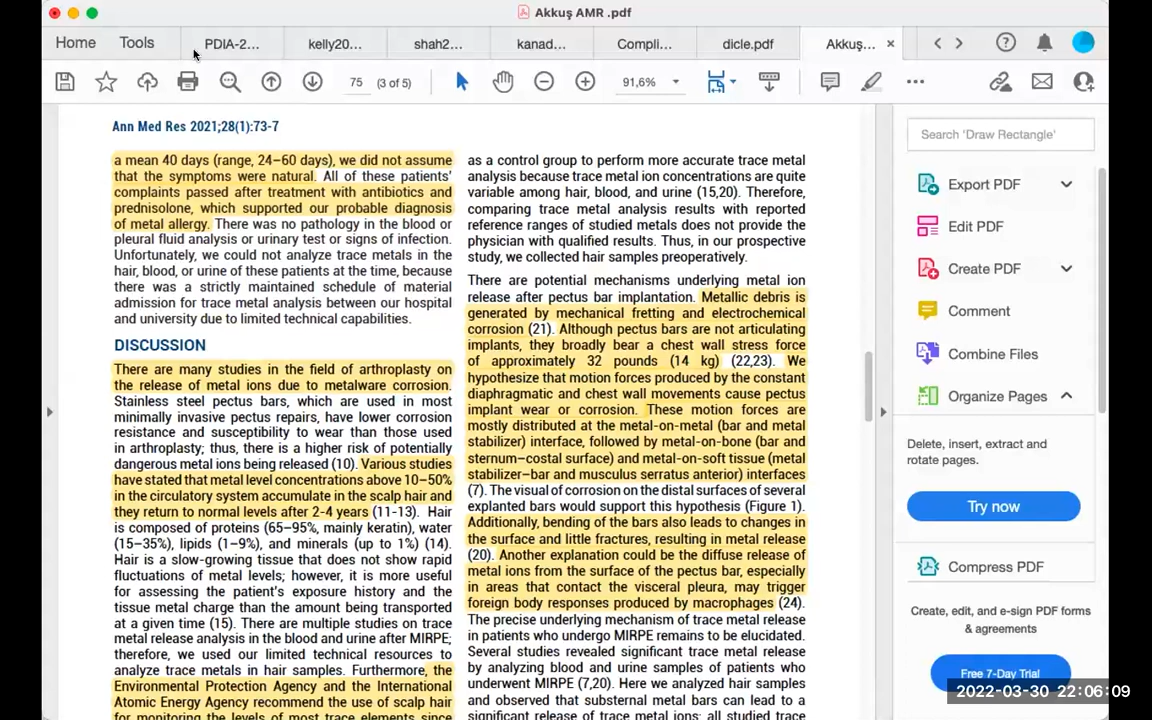 Akkuş AMR .pdf
Home
Tools
PDIA-2...
kelly20...
shah2...
kanad...
Compli...
dicle.pdf
Akkuş...
75
(3 of 5)
91,6%
Ann Med Res 2021;28(1):73-7
a mean 40 days (range, 24–60 days), we did not assume
that the symptoms were natural. All of these patients'
complaints passed after treatment with antibiotics and
prednisolone, which supported our probable diagnosis
of metal allergy. There was no pathology in the blood or
pleural fluid analysis or urinary test or signs of infection.
Unfortunately, we could not analyze trace metals in the
hair, blood, or urine of these patients at the time, because
there was a strictly maintained schedule of material
admission for trace metal analysis between our hospital
and university due to limited technical capabilities.
DISCUSSION
There are many studies in the field of arthroplasty on
the release of metal ions due to metalware corrosion.
Stainless steel pectus bars, which are used in most
minimally invasive pectus repairs, have lower corrosion
resistance and susceptibility to wear than those used
in arthroplasty; thus, there is a higher risk of potentially
dangerous metal ions being released (10). Various studies
have stated that metal level concentrations above 10–50%
in the circulatory system accumulate in the scalp hair and
they return to normal levels after 2-4 years (11-13). Hair
is composed of proteins (65–95%, mainly keratin), water
(15–35%), lipids (1–9%), and minerals (up to 1%) (14).
Hair is a slow-growing tissue that does not show rapid
fluctuations of metal levels; however, it is more useful
for assessing the patient's exposure history and the
tissue metal charge than the amount being transported
at a given time (15). There are multiple studies on trace
metal release analysis in the blood and urine after MIRPE;
therefore, we used our limited technical resources to
analyze trace metals in hair samples. Furthermore, the
Environmental Protection Agency and the International
Atomic Energy Agency recommend the use of scalp hair
for monitoring the levels of most trace elements since
as a control group to perform more accurate trace metal
analysis because trace metal ion concentrations are quite
variable among hair, blood, and urine (15,20). Therefore,
comparing trace metal analysis results with reported
reference ranges of studied metals does not provide the
physician with qualified results. Thus, in our prospective
study, we collected hair samples preoperatively.
There are potential mechanisms underlying metal ion
release after pectus bar implantation. Metallic debris is
generated by mechanical fretting and electrochemical
corrosion (21). Although pectus bars are not articulating
implants, they broadly bear a chest wall stress force
of approximately 32 pounds (14 kg) (22,23). We
hypothesize that motion forces produced by the constant
diaphragmatic and chest wall movements cause pectus
implant wear or corrosion. These motion forces are
mostly distributed at the metal-on-metal (bar and metal
stabilizer) interface, followed by metal-on-bone (bar and
sternum–costal surface) and metal-on-soft tissue (metal
stabilizer–bar and musculus serratus anterior) interfaces
(7). The visual of corrosion on the distal surfaces of several
explanted bars would support this hypothesis (Figure 1).
Additionally, bending of the bars also leads to changes in
the surface and little fractures, resulting in metal release
(20). Another explanation could be the diffuse release of
metal ions from the surface of the pectus bar, especially
in areas that contact the visceral pleura, may trigger
foreign body responses produced by macrophages (24).
The precise underlying mechanism of trace metal release
in patients who undergo MIRPE remains to be elucidated.
Several studies revealed significant trace metal release
by analyzing blood and urine samples of patients who
underwent MIRPE (7,20). Here we analyzed hair samples
and observed that substernal metal bars can lead to a
significant release of trace metal ions; all studied trace
Search 'Draw Rectangle'
Export PDF
Edit PDF
Create PDF
Comment
Combine Files
Organize Pages
Delete, insert, extract and
rotate pages.
Try now
Compress PDF
Create, edit, and e-sign PDF forms
& agreements
Free 7-Day Trial
2022-03-30 22:06:09